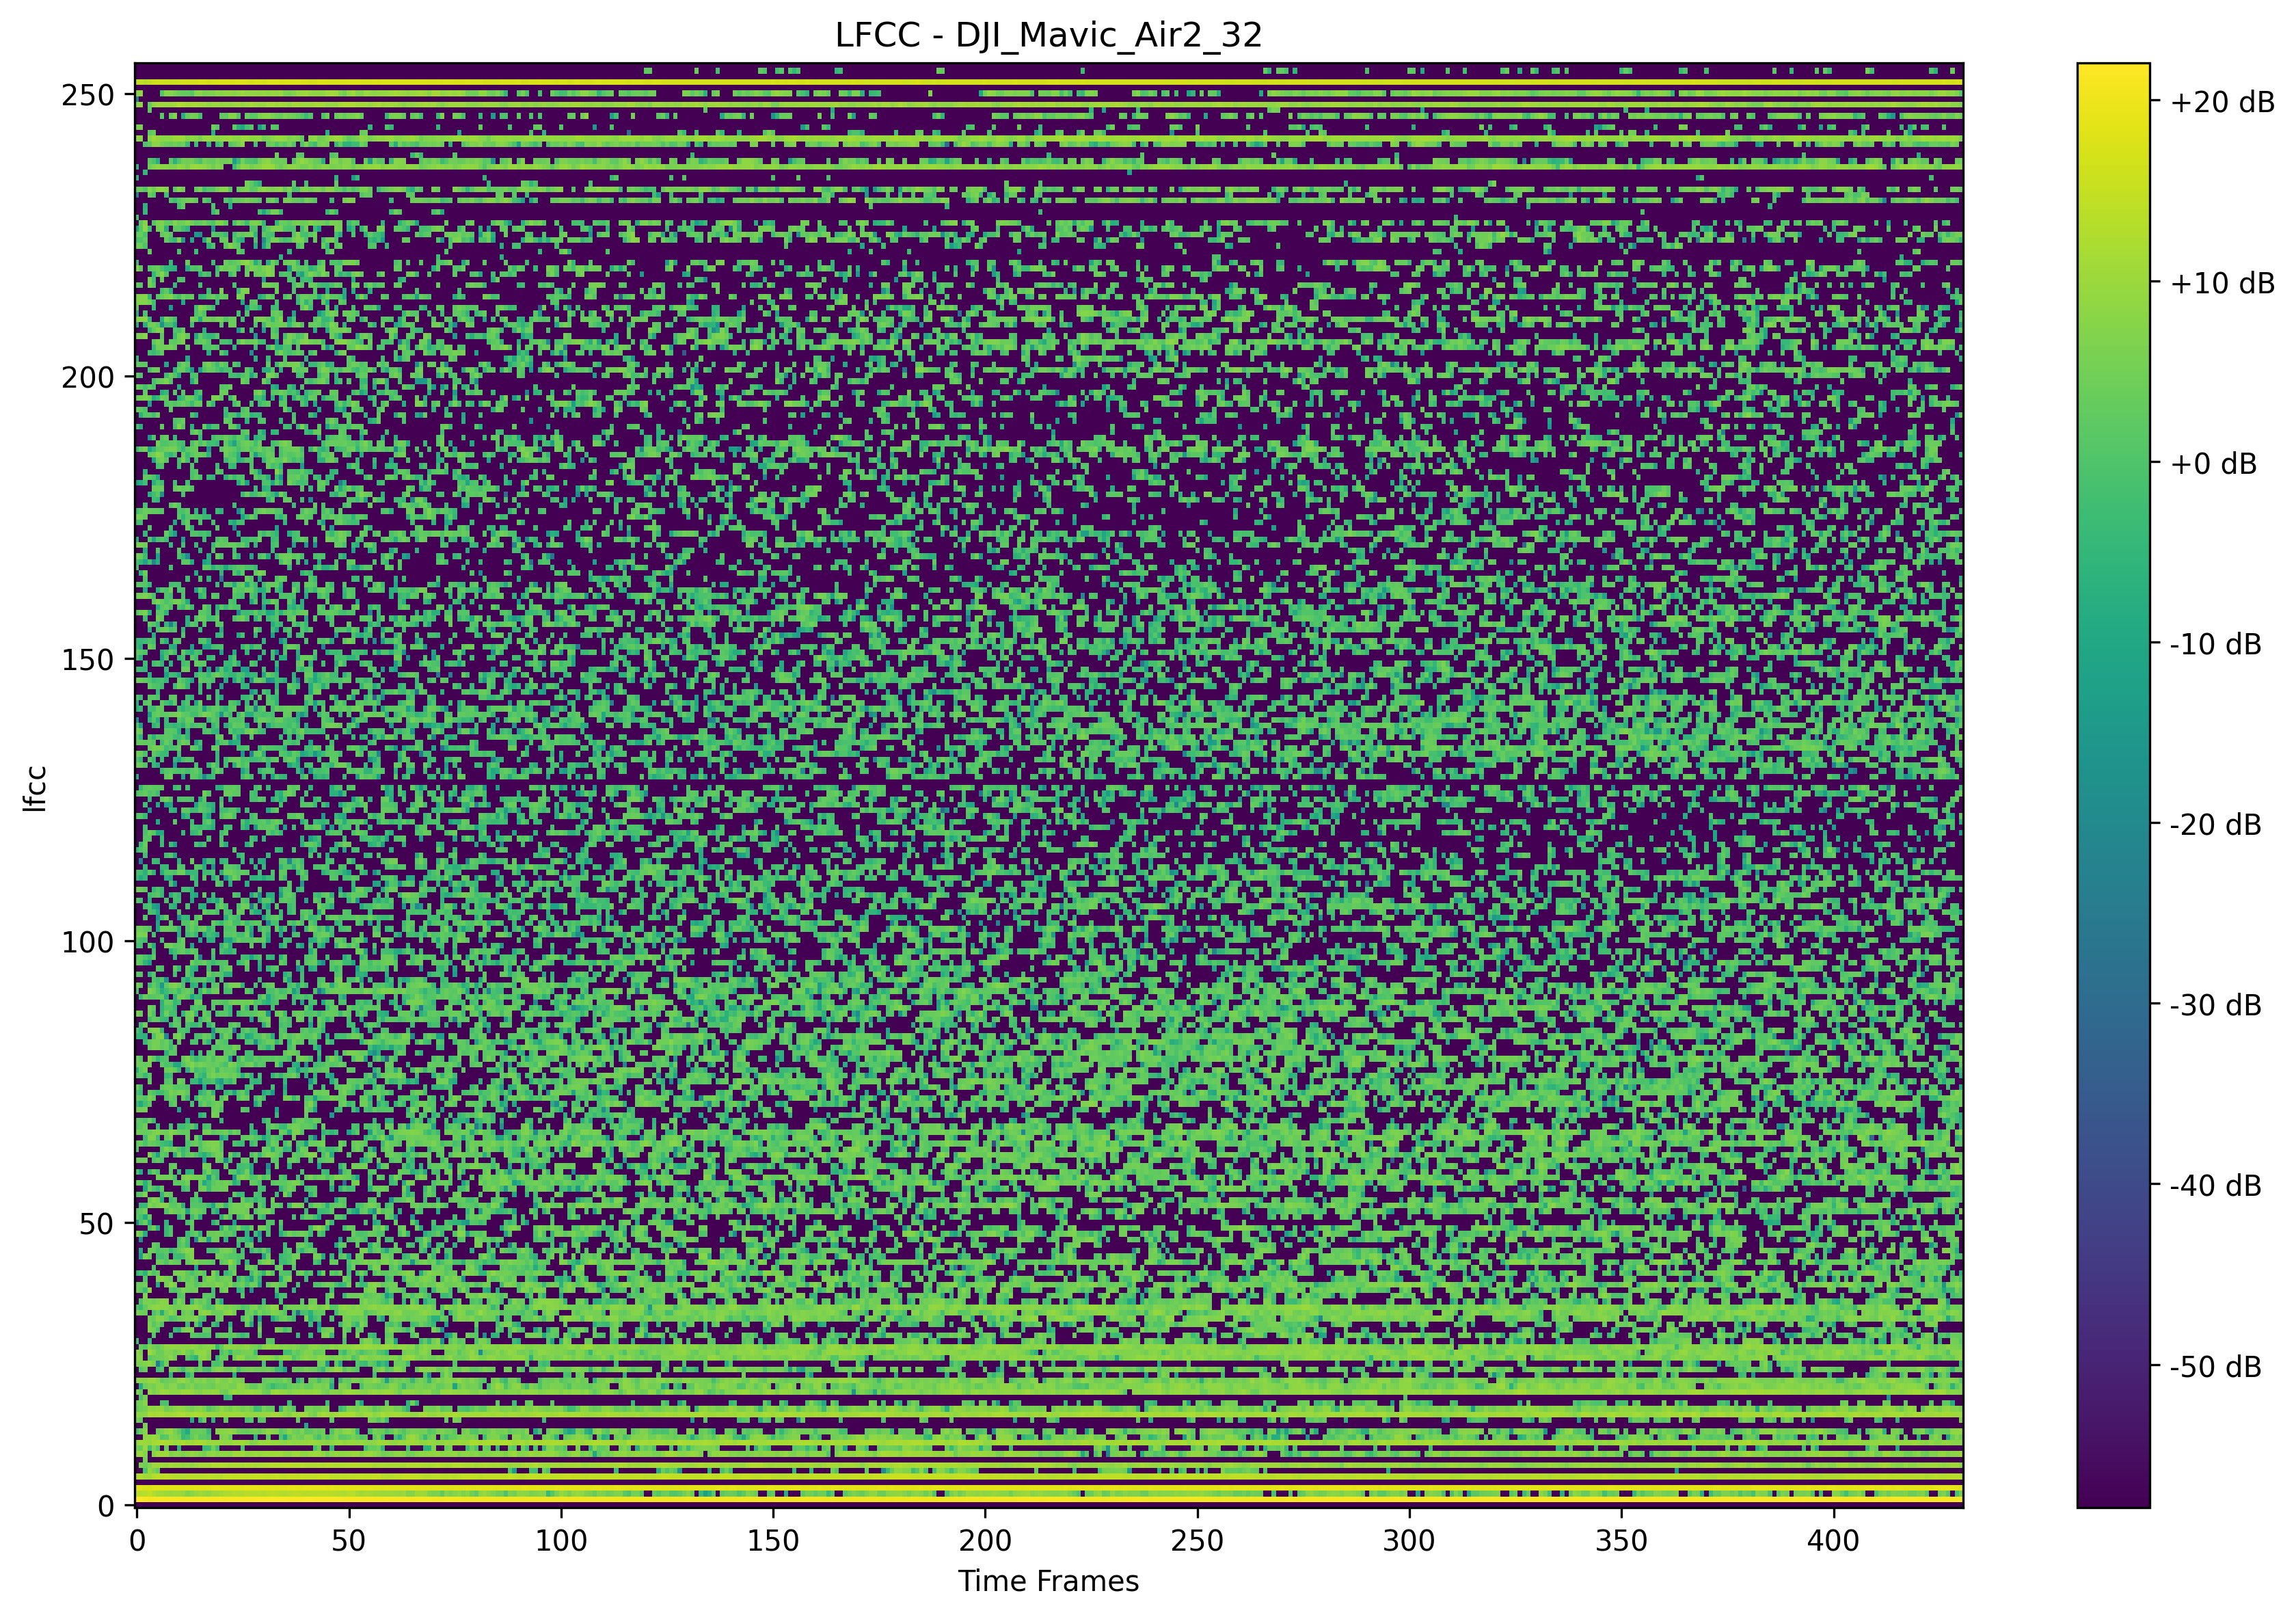 LFCC - DJI_Mavic_Air2_32
250
200
150
100
50
0
lfcc
0 50 100 150 200 250 300 350 400
Time Frames
+20 dB
+10 dB
+0 dB
-10 dB
-20 dB
-30 dB
-40 dB
-50 dB